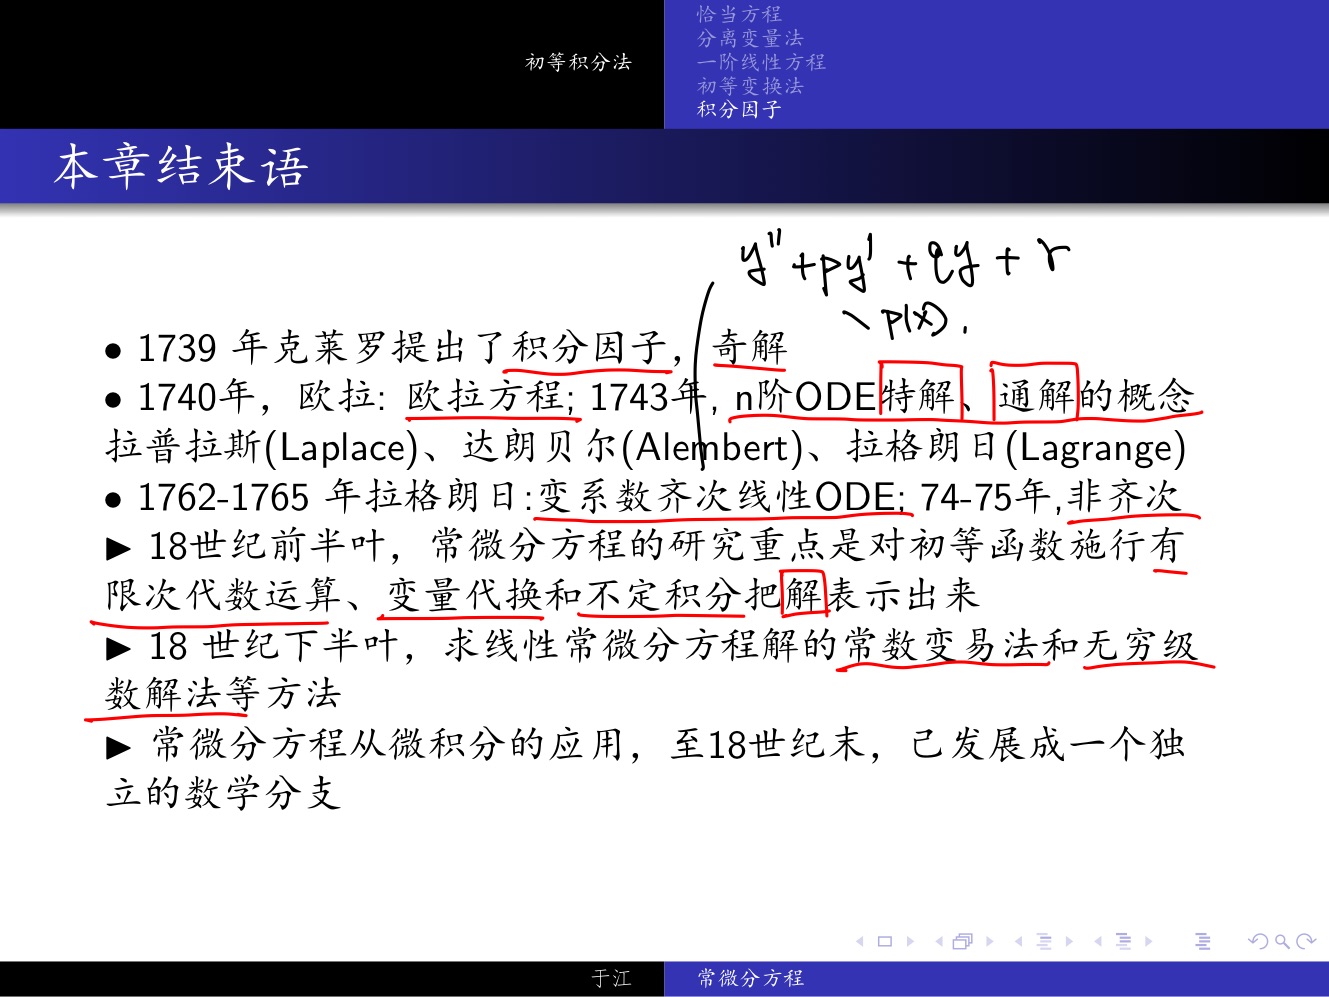 初等积分法
恰当方程
分离变量法
一阶线性方程
初等变换法
积分因子
本章结束语
y''+py'+qy+r
p(x).
• 1739 年克莱罗提出了积分因子，奇解
• 1740年，欧拉: 欧拉方程; 1743年, n阶ODE特解、通解的概念
拉普拉斯(Laplace)、达朗贝尔(Alembert)、拉格朗日(Lagrange)
• 1762-1765 年拉格朗日:变系数齐次线性ODE; 74-75年,非齐次
▶ 18世纪前半叶，常微分方程的研究重点是对初等函数施行有
限次代数运算、变量代换和不定积分把解表示出来
▶ 18 世纪下半叶，求线性常微分方程解的常数变易法和无穷级
数解法等方法
▶ 常微分方程从微积分的应用，至18世纪末，已发展成一个独
立的数学分支
于江
常微分方程